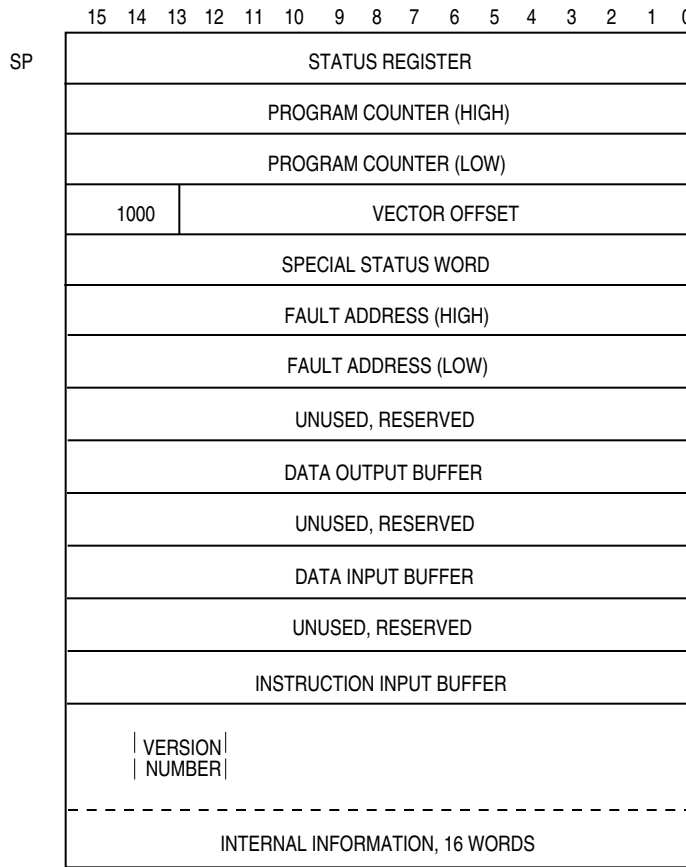 15 14 13 12 11 10 9 8 7 6 5 4 3 2 1 0
SP STATUS REGISTER
PROGRAM COUNTER (HIGH)
PROGRAM COUNTER (LOW)
1000 VECTOR OFFSET
SPECIAL STATUS WORD
FAULT ADDRESS (HIGH)
FAULT ADDRESS (LOW)
UNUSED, RESERVED
DATA OUTPUT BUFFER
UNUSED, RESERVED
DATA INPUT BUFFER
UNUSED, RESERVED
INSTRUCTION INPUT BUFFER
VERSION
NUMBER
INTERNAL INFORMATION, 16 WORDS